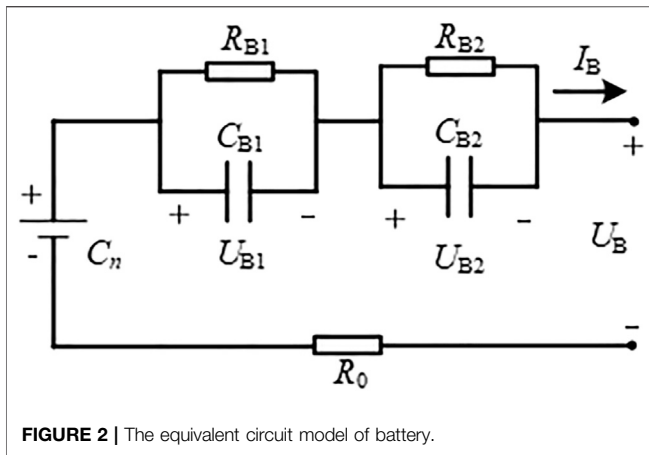 R_B1
R_B2
I_B
C_B1
C_B2
+
+
+ - + -
-
C_n
U_B1
U_B2
U_B
-
R_0
FIGURE 2 | The equivalent circuit model of battery.